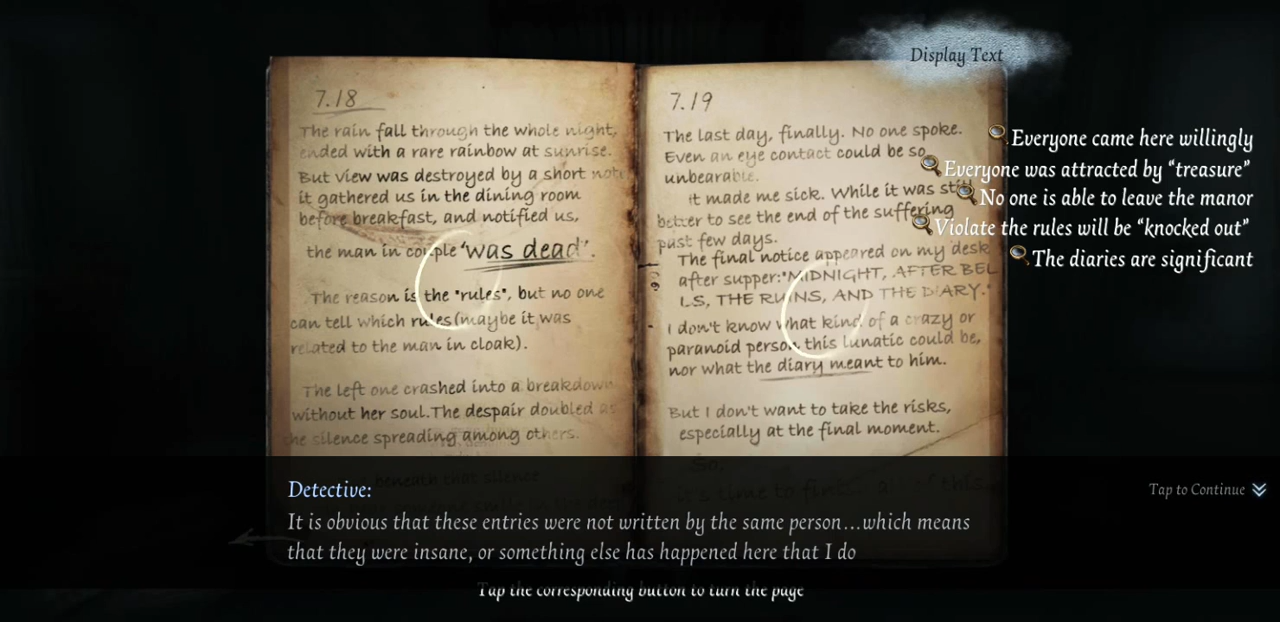 Display Text
7.18
The rain fall through the whole night,
ended with a rare rainbow at sunrise.
But view was destroyed by a short note
it gathered us in the dining room
before breakfast, and notified us,
the man in couple "was dead".
The reason is the "rules", but no one
can tell which rules(maybe it was
related to the man in cloak).
The left one crashed into a breakdown
without her soul.The despair doubled as
the silence spreading among others.
beneath that silence
7.19
The last day, finally. No one spoke.
Even an eye contact could be so
unbearable.
it made me sick. While it was still
better to see the end of the suffering
past few days.
The final notice appeared on my desk
after supper:"MIDNIGHT, AFTER BEL
LS, THE RUINS, AND THE DIARY."
I don't know what kind of a crazy or
paranoid person this lunatic could be,
nor what the diary meant to him.
But I don't want to take the risks,
especially at the final moment.
So,
it's time to this
Everyone came here willingly
Everyone was attracted by “treasure”
No one is able to leave the manor
Violate the rules will be “knocked out”
The diaries are significant
Detective:
Tap to Continue
It is obvious that these entries were not written by the same person...which means
that they were insane, or something else has happened here that I do
Tap the corresponding button to turn the page